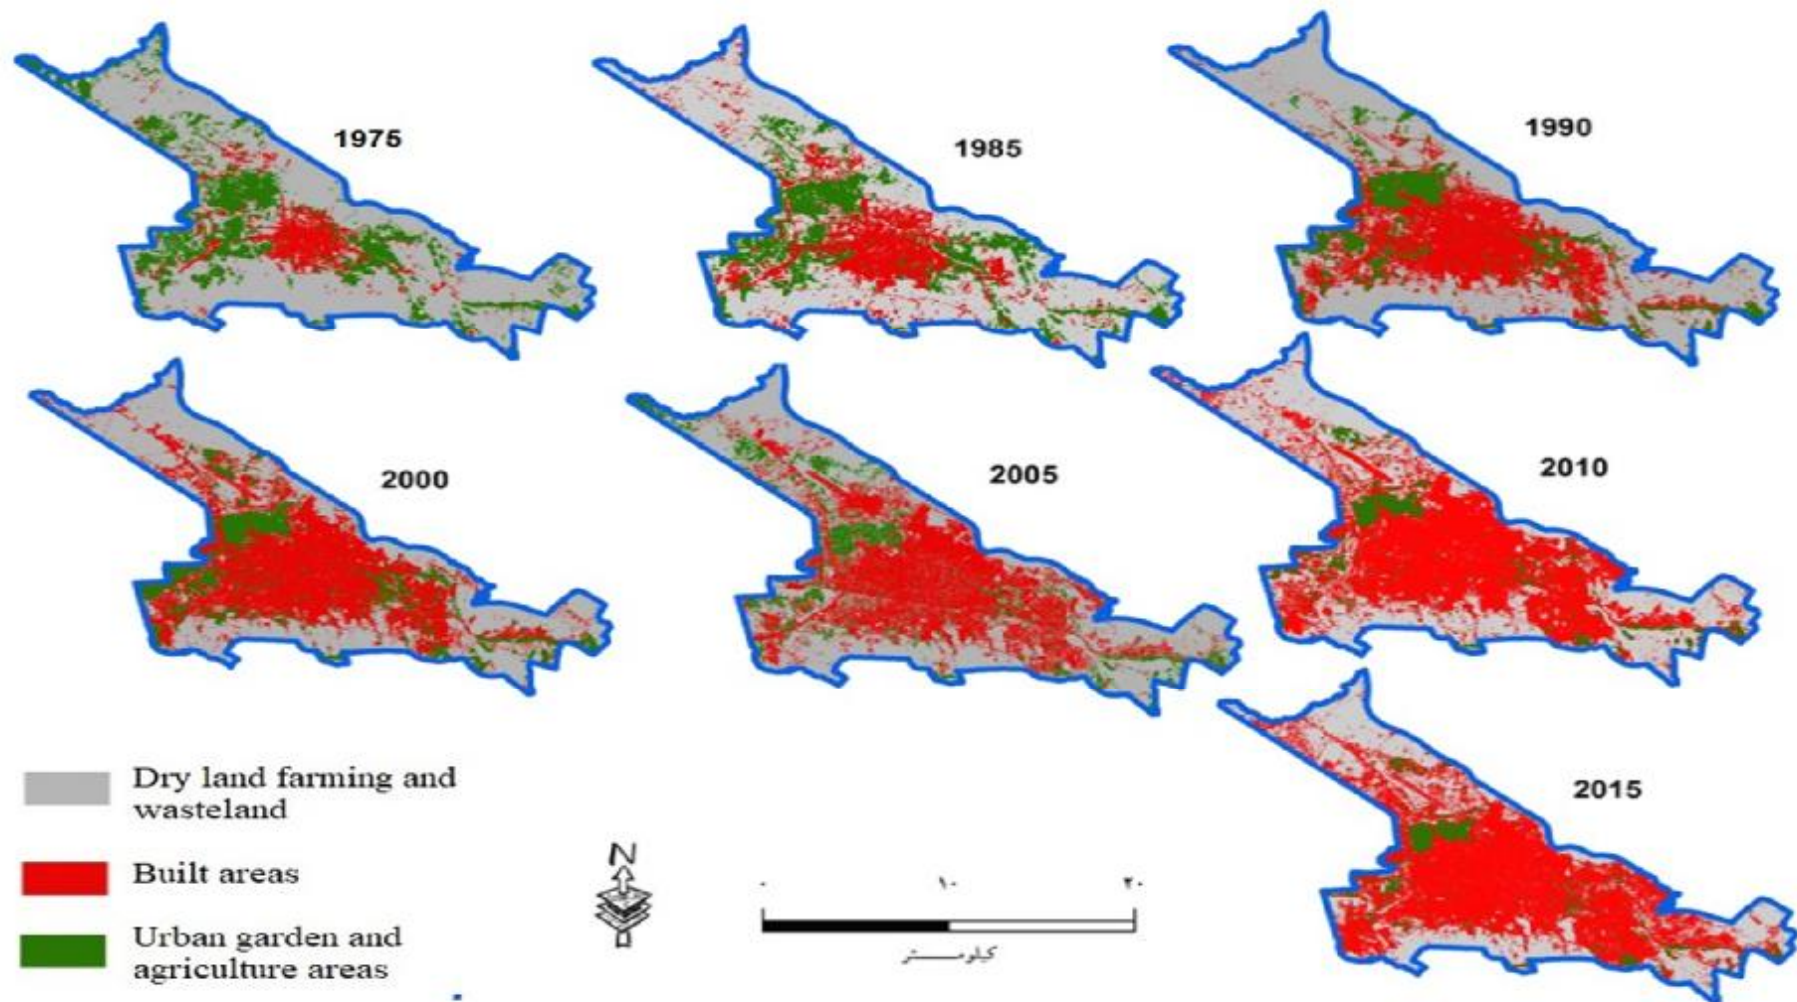 1975
1985
1990
2000
2005
2010
2015
Dry land farming and
wasteland
Built areas
Urban garden and
agriculture areas
N
۰ ۱۰ ۲۰
کیلومتر